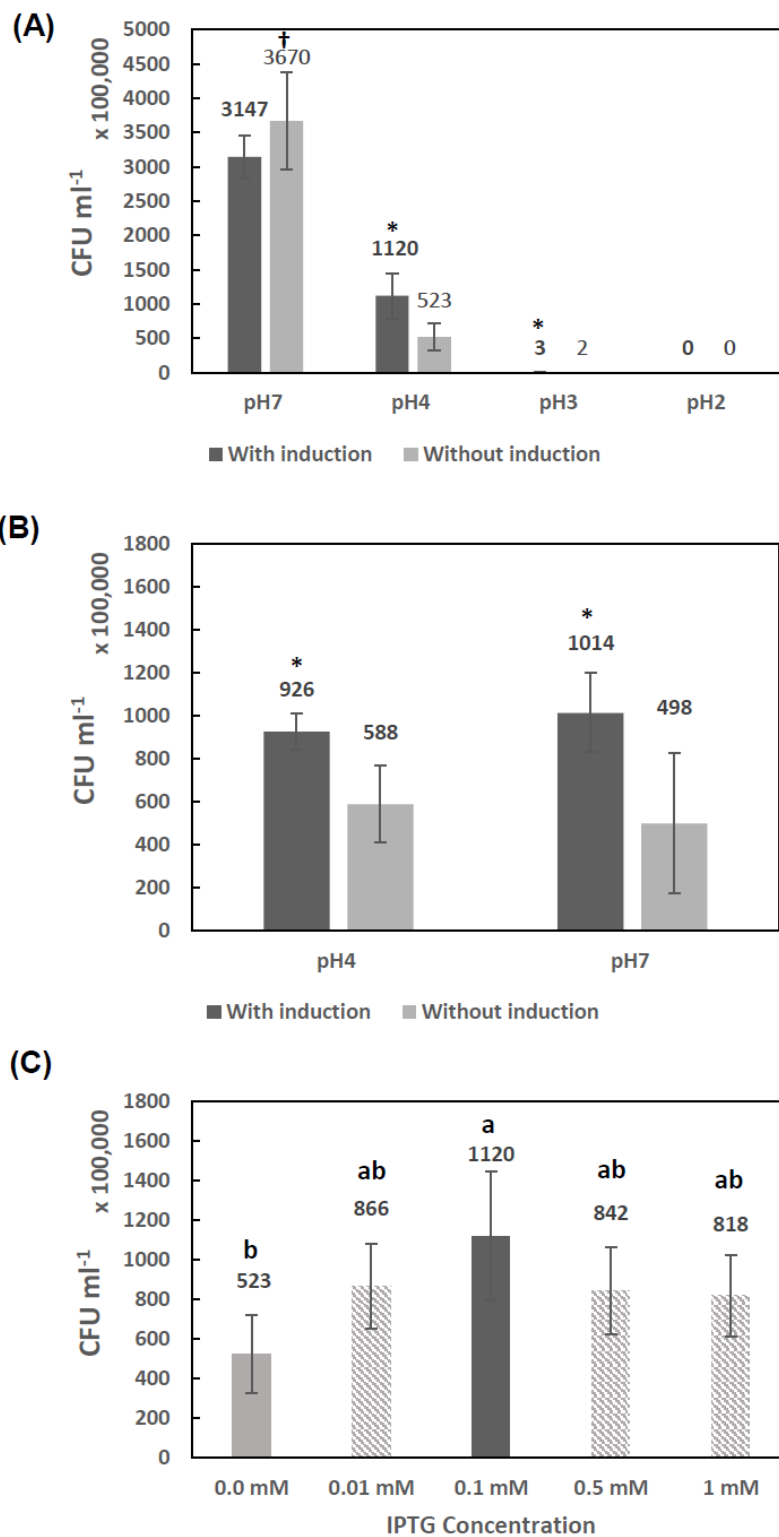 (A)
5000
4500
4000
3500
3000
2500
2000
1500
1000
500
0
x 100,000
CFU ml-1
†
3670
3147
*
1120
523
*
3 2
0 0
pH7 pH4 pH3 pH2
With induction Without induction
(B)
1800
1600
1400
1200
1000
800
600
400
200
0
x 100,000
CFU ml-1
*
926
588
*
1014
498
pH4 pH7
With induction Without induction
(C)
1800
1600
1400
1200
1000
800
600
400
200
0
x 100,000
CFU ml-1
b
523
ab
866
a
1120
ab
842
ab
818
0.0 mM 0.01 mM 0.1 mM 0.5 mM 1 mM
IPTG Concentration